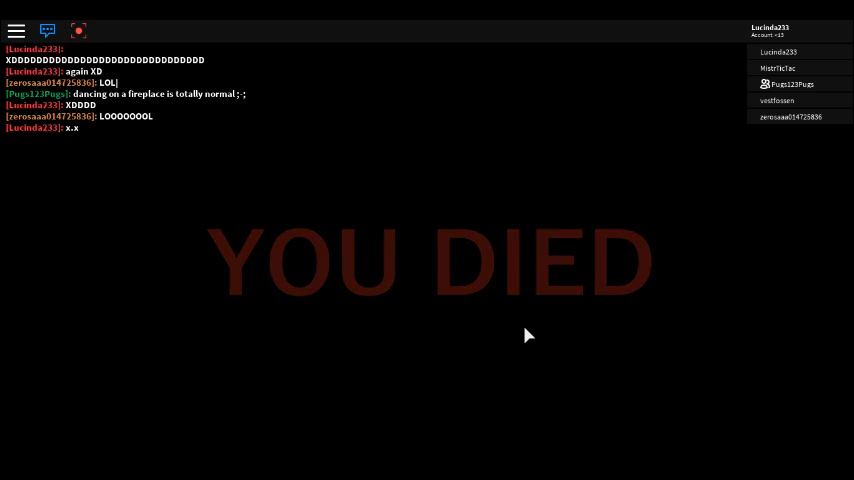 Lucinda233
Account <13
[Lucinda233]:
XDDDDDDDDDDDDDDDDDDDDDDDDDDDDDDD
[Lucinda233]: again XD
[zerosaaa014725836]: LOL|
[Pugs123Pugs]: dancing on a fireplace is totally normal ;-;
[Lucinda233]: XDDDD
[zerosaaa014725836]: LOOOOOOOL
[Lucinda233]: x.x
Lucinda233
MistrTicTac
Pugs123Pugs
vestfossen
zerosaaa014725836
YOU DIED